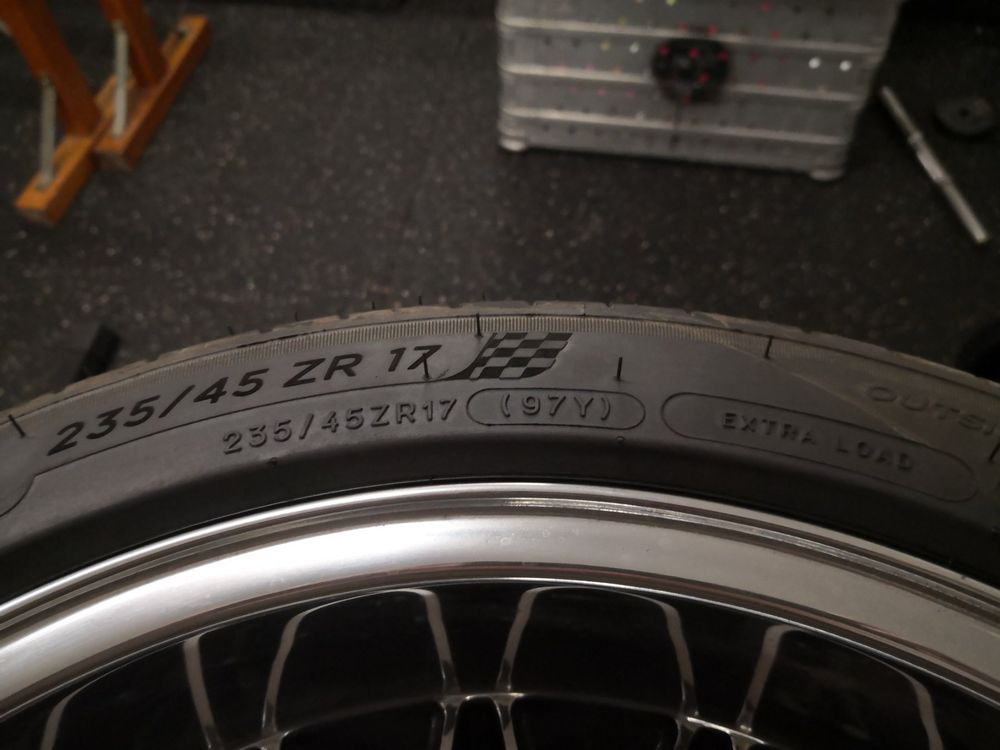 235/45 ZR 17
235/45ZR17 (97Y) EXTRA LOAD